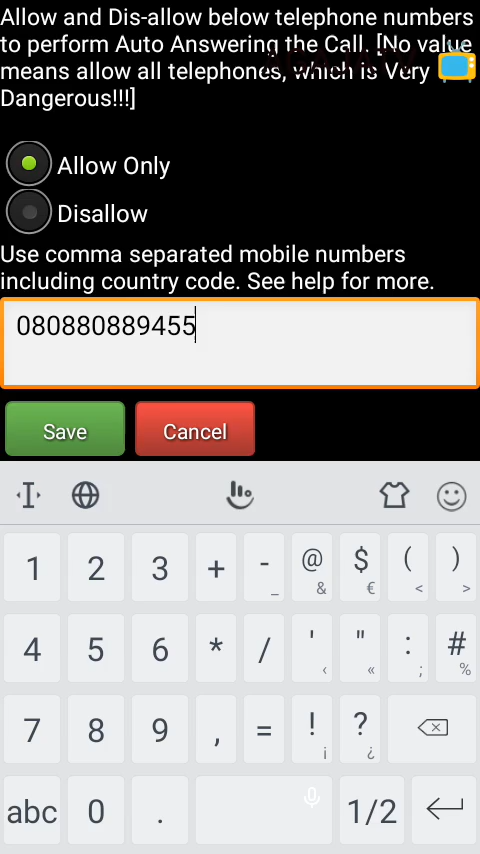 Allow and Dis-allow below telephone numbers
to perform Auto Answering the Call. [No value
means allow all telephones, which is Very
Dangerous!!!]
Allow Only
Disallow
Use comma separated mobile numbers
including country code. See help for more.
080880889455
Save Cancel
1 2 3 + - _ @ & $ € ( < ) >
4 5 6 * / ' ‹ " « : ; # %
7 8 9 , = ! ¡ ? ¿
abc 0 . 1/2